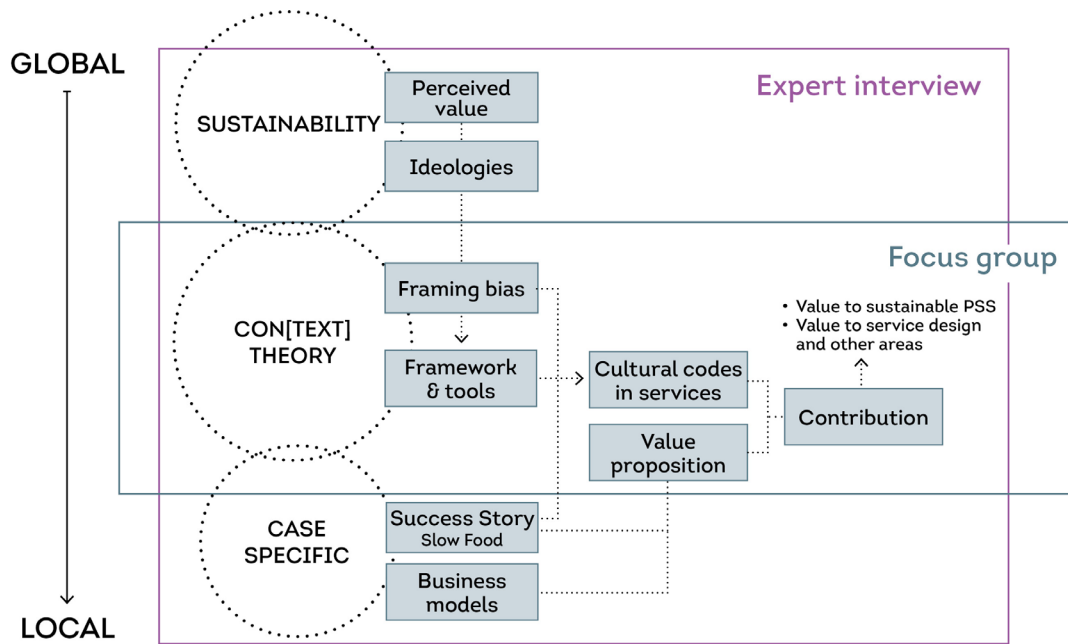 GLOBAL
Expert interview
Perceived
value
SUSTAINABILITY
Ideologies
Focus group
Framing bias
• Value to sustainable PSS
• Value to service design
and other areas
CON[TEXT]
THEORY
Framework
& tools
Cultural codes
in services
Contribution
Value
proposition
CASE
SPECIFIC
Success Story
Slow Food
Business
models
LOCAL